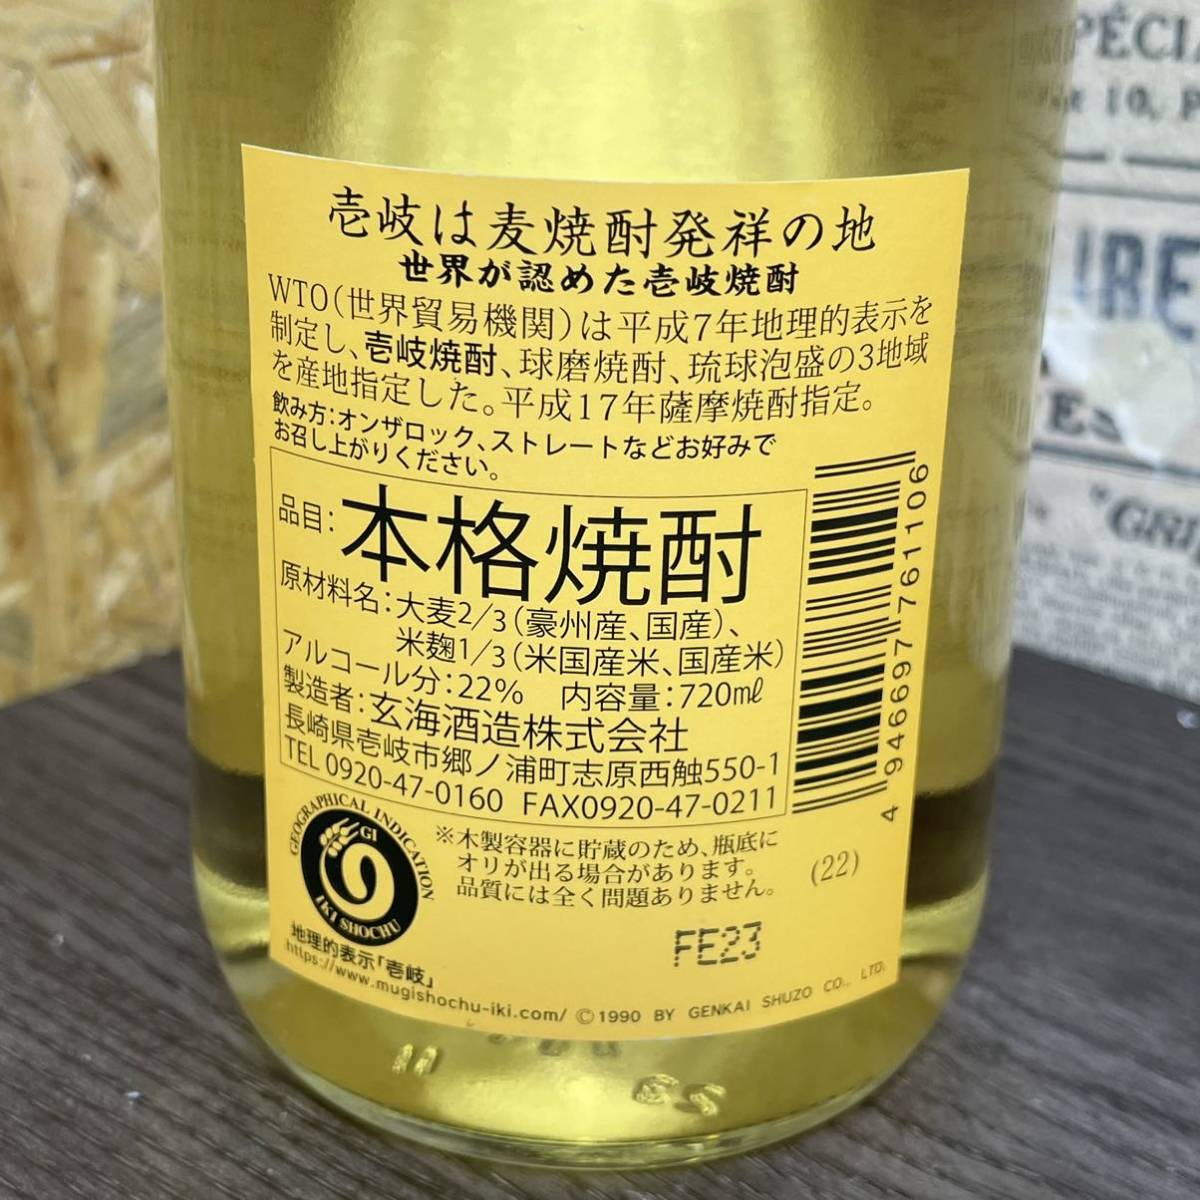 壱岐は麦焼酎発祥の地
世界が認めた壱岐焼酎
WTO(世界貿易機関)は平成7年地理的表示を
制定し、壱岐焼酎、球磨焼酎、琉球泡盛の3地域
を産地指定した。平成17年薩摩焼酎指定。
飲み方:オンザロック、ストレートなどお好みで
お召し上がりください。
品目:本格焼酎
原材料名:大麦2/3(豪州産、国産)、
米麹1/3(米国産米、国産米)
アルコール分:22% 内容量:720㎖
製造者:玄海酒造株式会社
長崎県壱岐市郷ノ浦町志原西触550-1
TEL 0920-47-0160 FAX0920-47-0211
4 946697 761106
GEOGRAPHICAL INDICATION
GI
IKI SHOCHU
地理的表示「壱岐」
※木製容器に貯蔵のため、瓶底に
オリが出る場合があります。
品質には全く問題ありません。
(22)
FE23
https://www.mugishochu-iki.com/ ©1990 BY GENKAI SHUZO CO., LTD.
PÉCI
10, P
"GRI